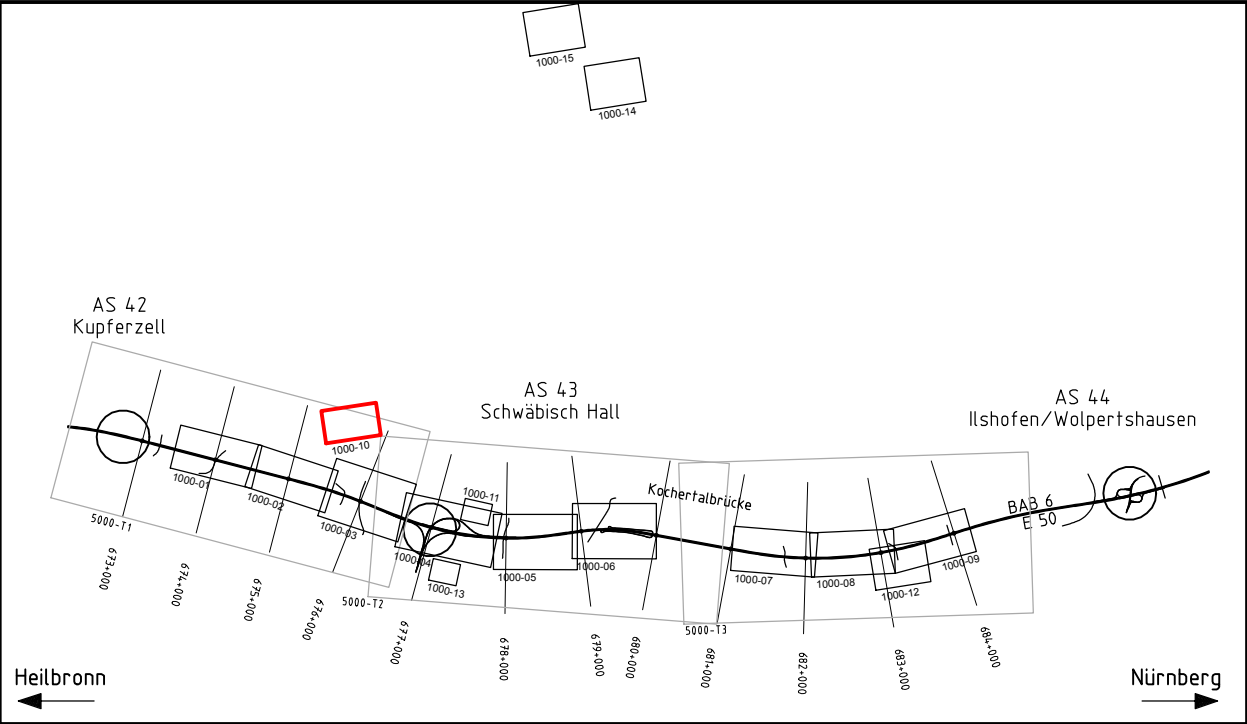 1000-15
1000-14
AS 42
Kupferzell
AS 43
Schwäbisch Hall
AS 44
Ilshofen/Wolpertshausen
1000-10
1000-01
1000-02
1000-03
1000-04
1000-11
1000-13
1000-05
1000-06
Kochertalbrücke
1000-07
1000-08
1000-12
1000-09
BAB 6
E 50
5000-T1
5000-T2
5000-T3
673+000
674+000
675+000
676+000
677+000
678+000
679+000
680+000
681+000
682+000
683+000
684+000
Heilbronn
Nürnberg